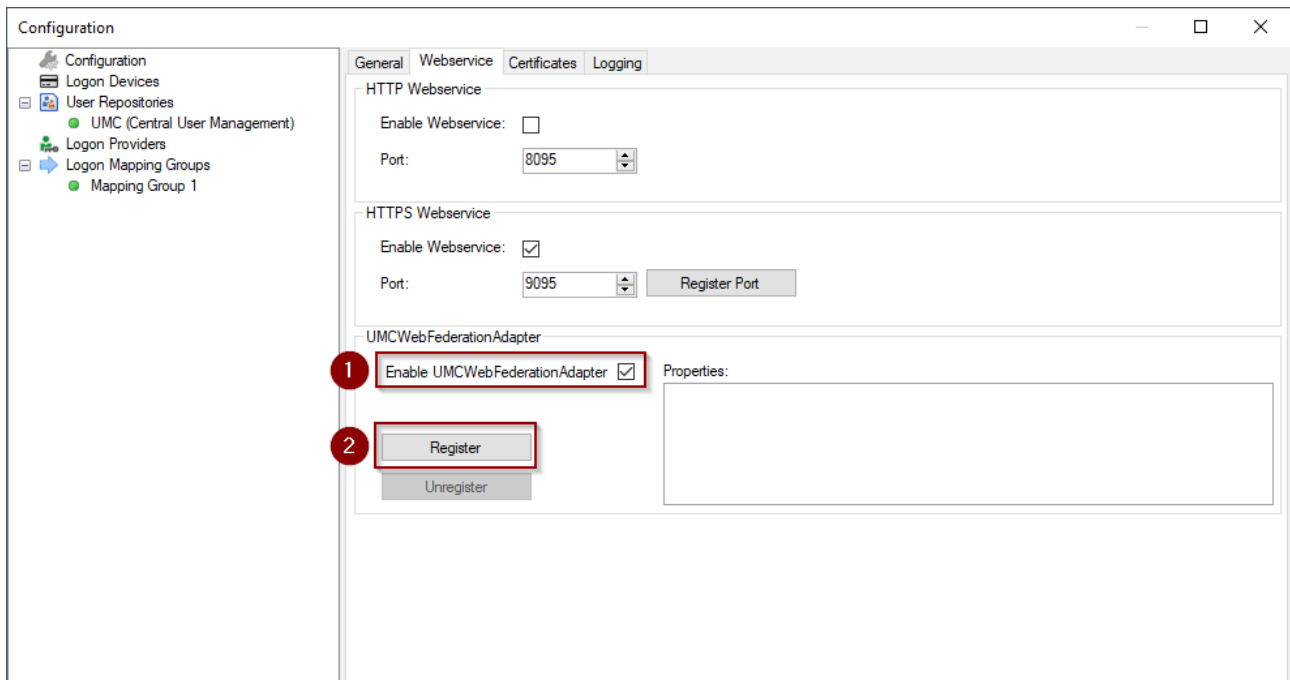 Configuration
Configuration
Logon Devices
User Repositories
UMC (Central User Management)
Logon Providers
Logon Mapping Groups
Mapping Group 1
General Webservice Certificates Logging
HTTP Webservice
Enable Webservice:
Port: 8095
HTTPS Webservice
Enable Webservice:
Port: 9095 Register Port
UMCWebFederationAdapter
1 Enable UMCWebFederationAdapter Properties:
2 Register
Unregister